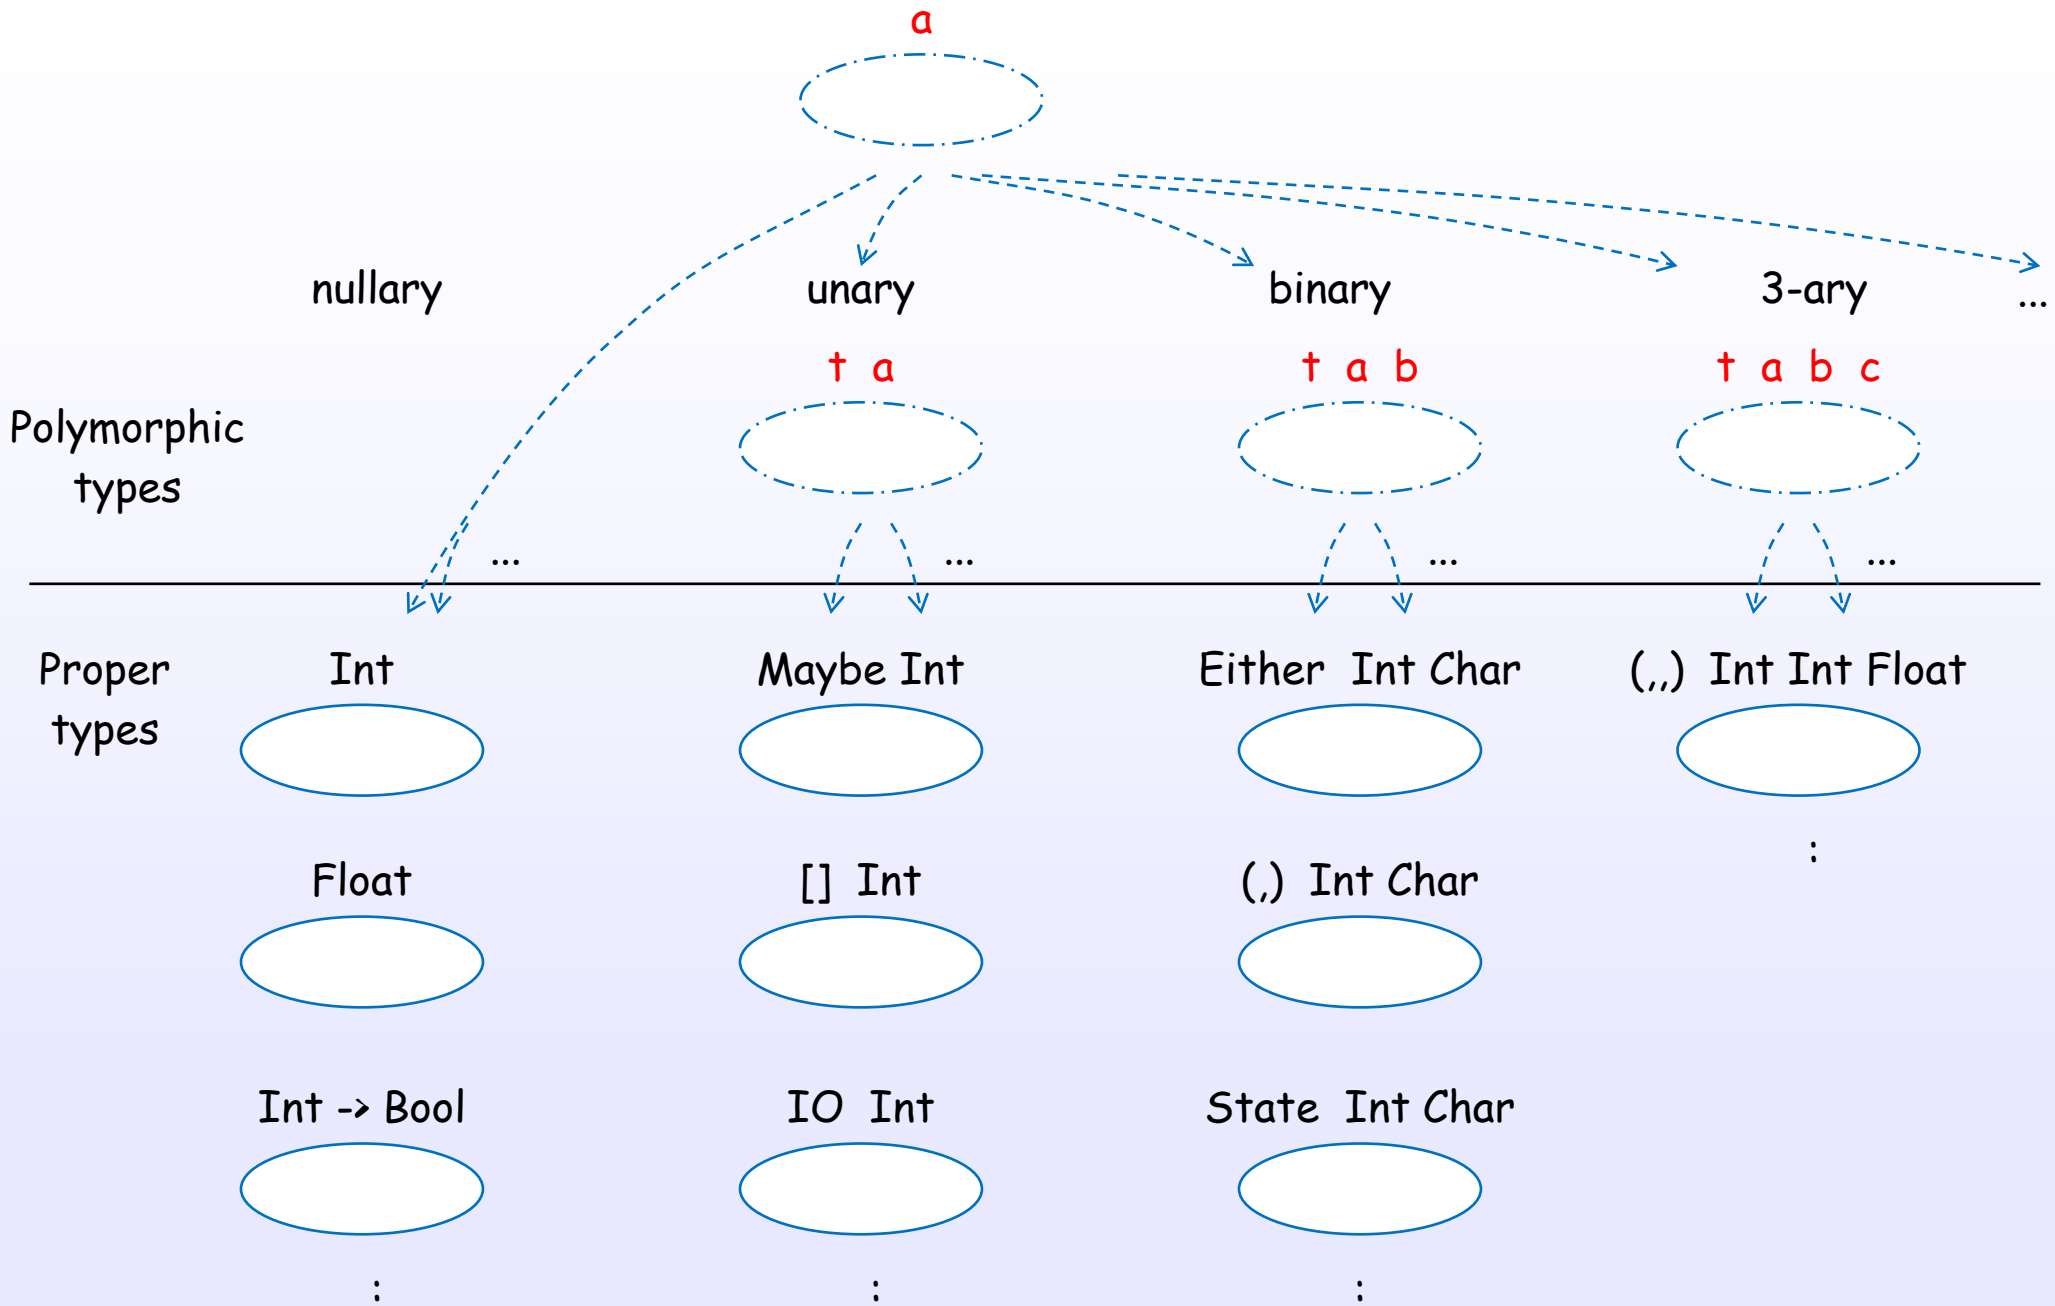 a
nullary unary binary 3-ary ...
t a t a b t a b c
Polymorphic
types
... ... ... ...
Proper
types
Int Maybe Int Either Int Char (,,) Int Int Float
:
Float [] Int (,) Int Char
Int -> Bool IO Int State Int Char
: : :